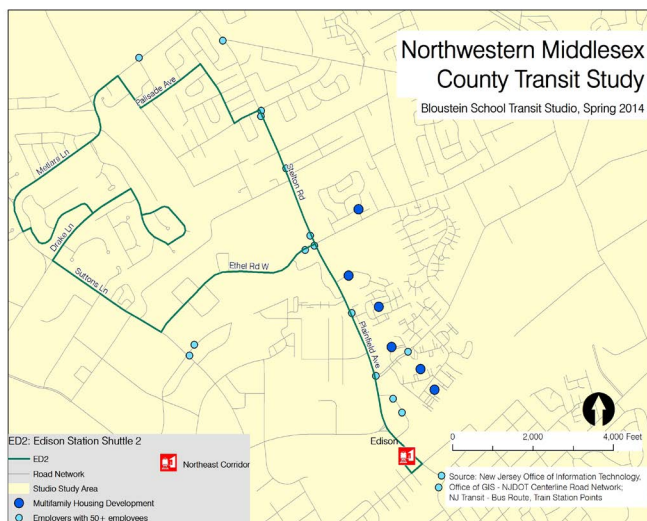 Northwestern Middlesex
County Transit Study
Bloustein School Transit Studio, Spring 2014
Palisade Ave
Metlars Ln
Stelton Rd
Drake Ln
Ethel Rd W
Suttons Ln
Plainfield Ave
Edison
ED2: Edison Station Shuttle 2
ED2
Road Network
Studio Study Area
Multifamily Housing Development
Employers with 50+ employees
Northeast Corridor
0 2,000 4,000 Feet
Source: New Jersey Office of Information Technology,
Office of GIS - NJDOT Centerline Road Network;
NJ Transit - Bus Route, Train Station Points